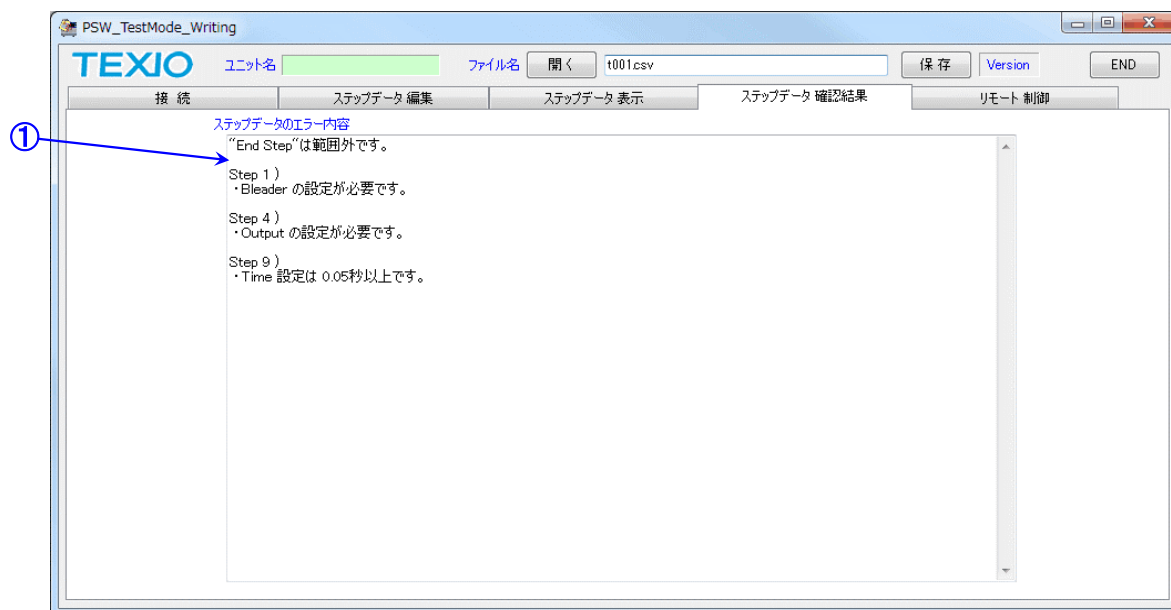 PSW_TestMode_Writing
TEXIO ユニット名 ファイル名 開く t001.csv 保存 Version END
接 続 ステップデータ 編集 ステップデータ 表示 ステップデータ 確認結果 リモート 制御
ステップデータのエラー内容
①
"End Step"は範囲外です。
Step 1 )
・Bleader の設定が必要です。
Step 4 )
・Output の設定が必要です。
Step 9 )
・Time 設定は 0.05秒以上です。